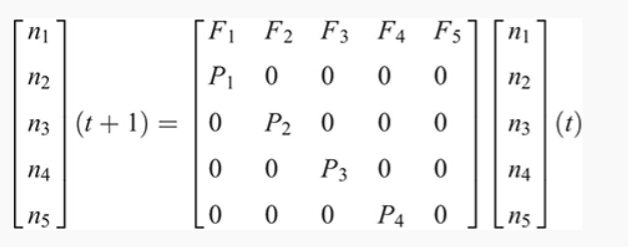 n₁ F₁ F₂ F₃ F₄ F₅ n₁
n₂ P₁ 0 0 0 0 n₂
n₃ (t + 1) = 0 P₂ 0 0 0 n₃ (t)
n₄ 0 0 P₃ 0 0 n₄
n₅ 0 0 0 P₄ 0 n₅